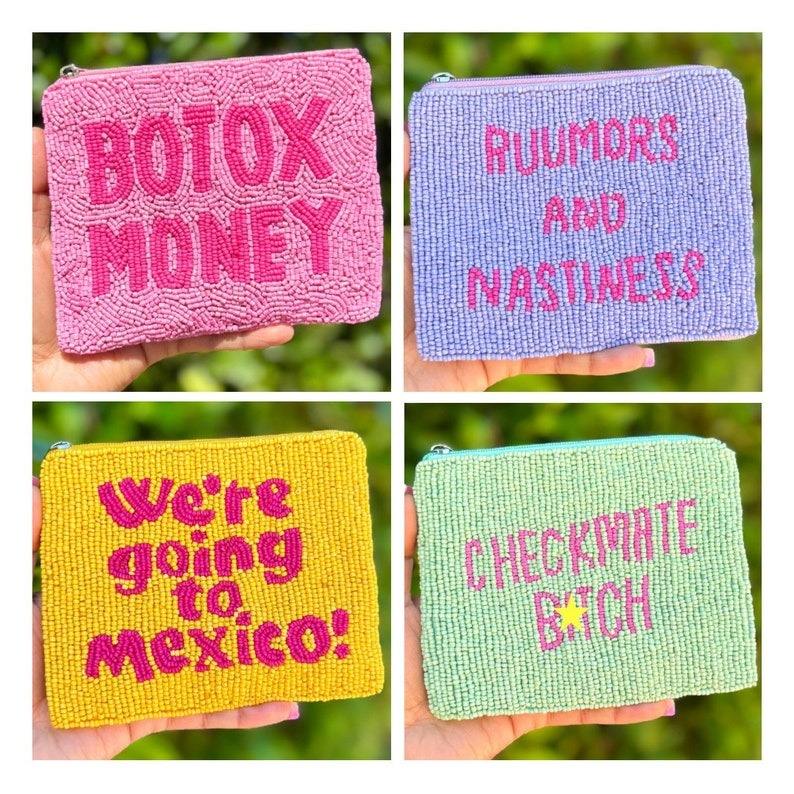 BOTOX
MONEY
RUUMORS
AND
NASTINESS
We're
going
to
Mexico!
CHECKMATE
B★TCH